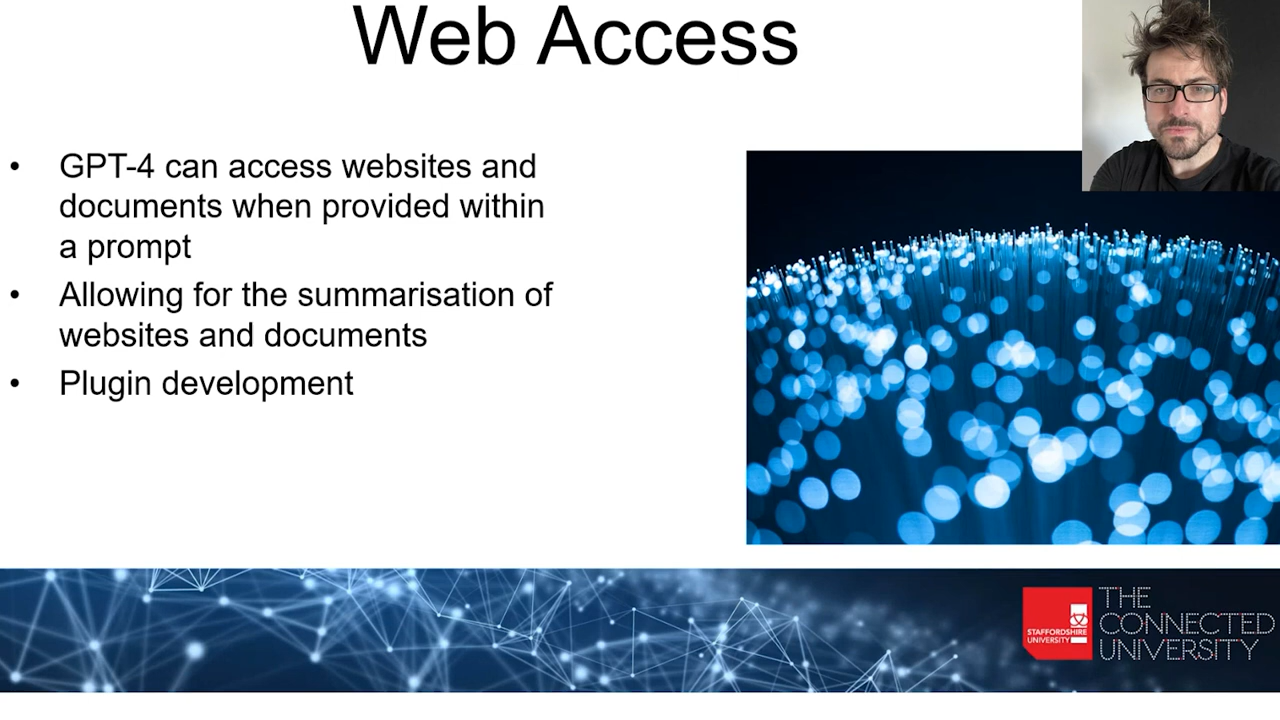 Web Access
• GPT-4 can access websites and
documents when provided within
a prompt
• Allowing for the summarisation of
websites and documents
• Plugin development
STAFFORDSHIRE
UNIVERSITY
THE
CONNECTED
UNIVERSITY